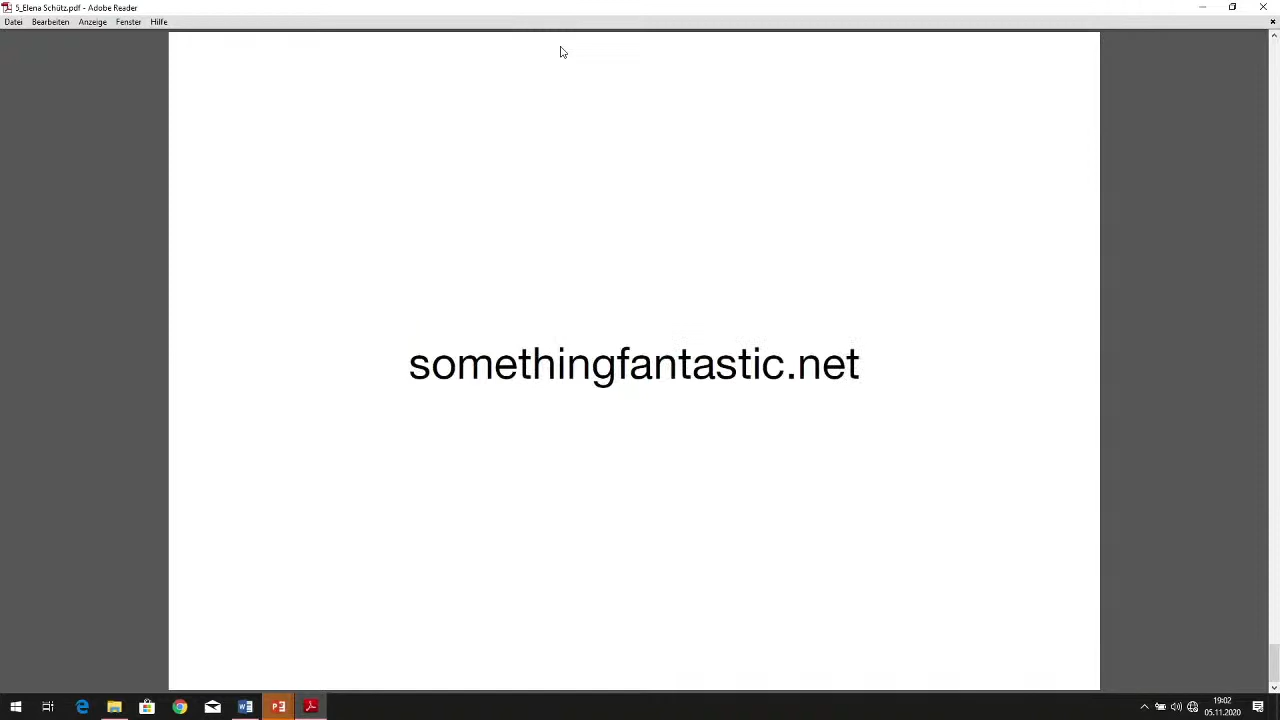 5_Elena Schütz.pdf - Adobe Reader
Datei Bearbeiten Anzeige Fenster Hilfe
somethingfantastic.net
19:02
05.11.2020